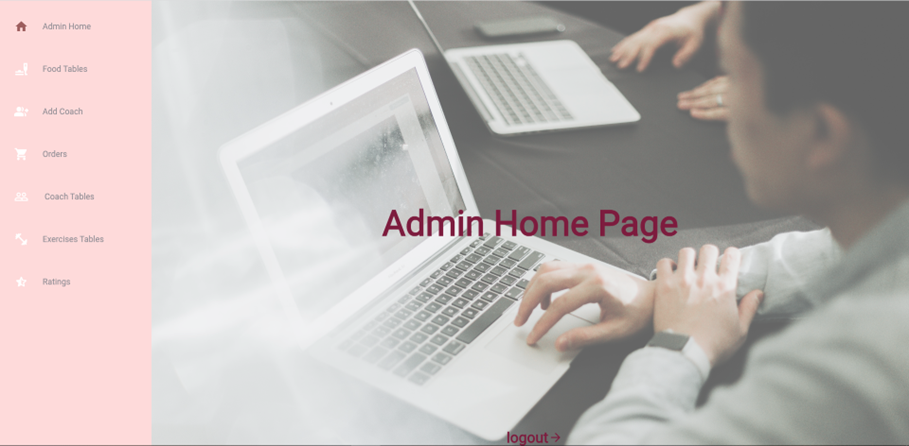 Admin Home
Food Tables
Add Coach
Orders
Coach Tables
Exercises Tables
Ratings
Admin Home Page
logout